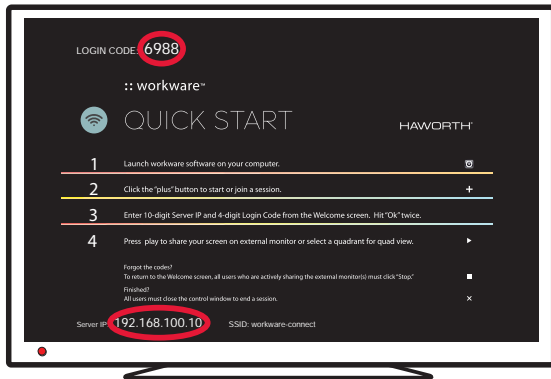 LOGIN CODE: 6988
:: workware™
QUICK START
HAWORTH®
1 Launch workware software on your computer.
2 Click the "plus" button to start or join a session. +
3 Enter 10-digit Server IP and 4-digit Login Code from the Welcome screen. Hit "Ok" twice.
4 Press play to share your screen on external monitor or select a quadrant for quad view.
Forgot the codes?
To return to the Welcome screen, all users who are actively sharing the external monitor(s) must click "Stop."
Finished?
All users must close the control window to end a session. ×
Server IP: 192.168.100.10 SSID: workware-connect